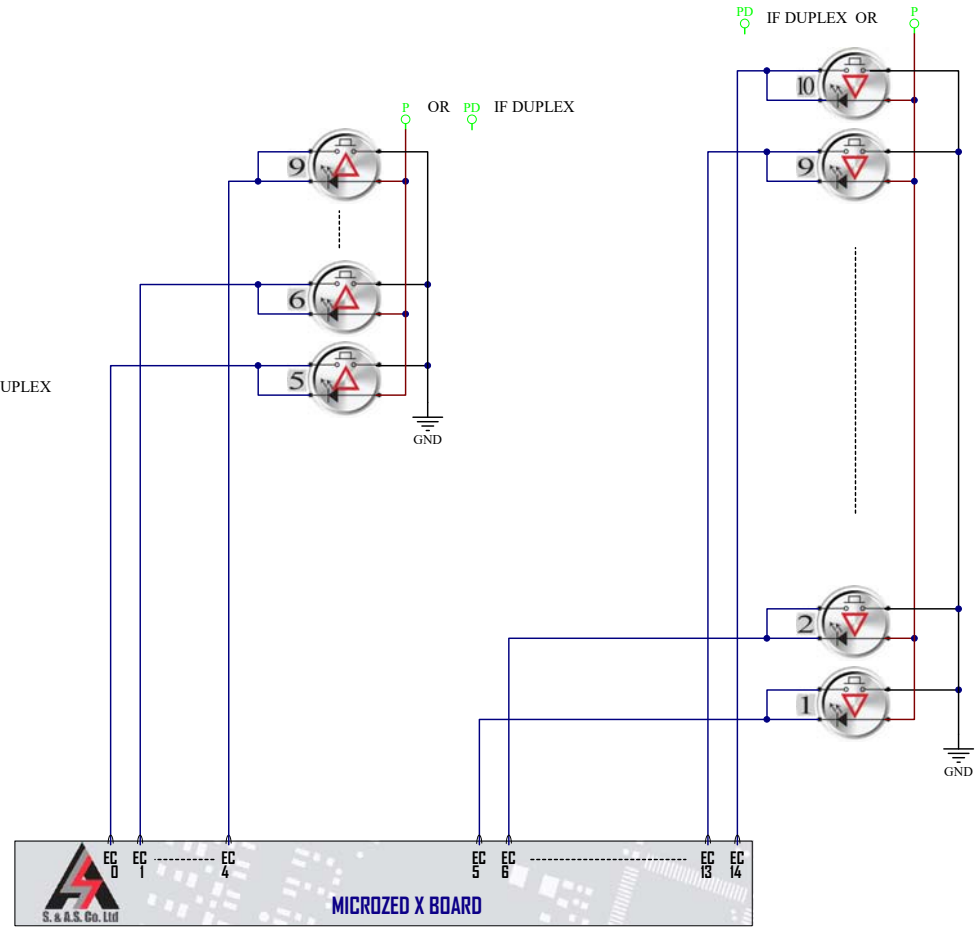 PD IF DUPLEX OR P
10
P OR PD IF DUPLEX
9
9
6
5
UPLEX
GND
2
1
GND
EC 0
EC 1
EC 4
EC 5
EC 6
EC 13
EC 14
S. & A.S. Co. Ltd
MICROZED X BOARD